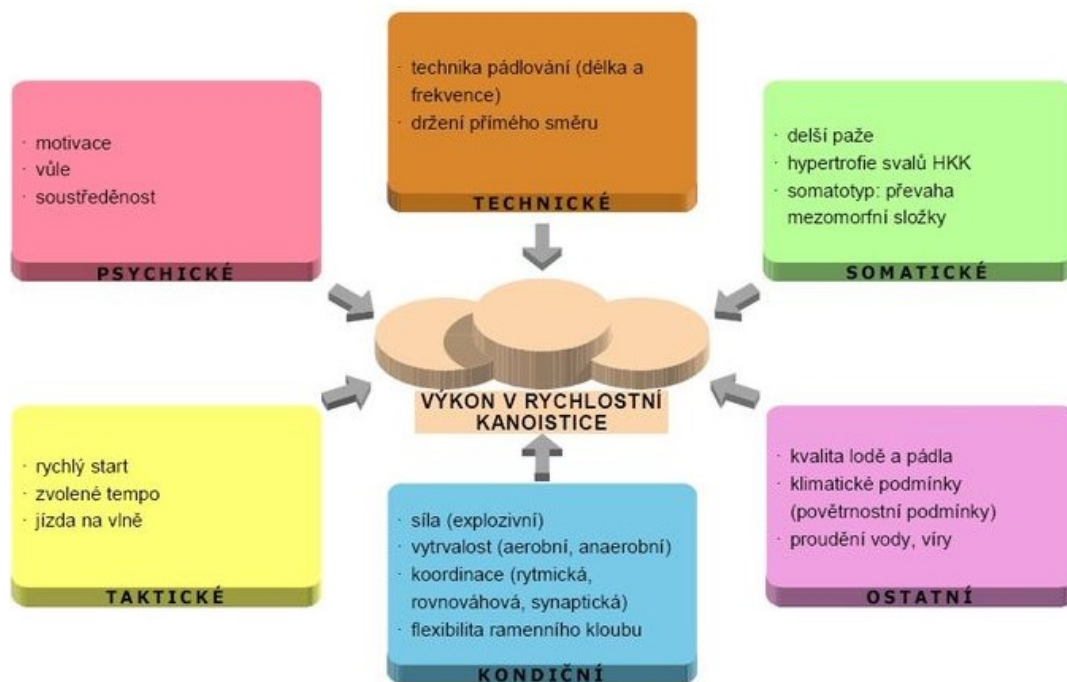 · technika pádlování (délka a
frekvence)
· držení přímého směru
TECHNICKÉ
· motivace
· vůle
· soustředěnost
PSYCHICKÉ
· delší paže
· hypertrofie svalů HKK
· somatotyp: převaha
mezomorfní složky
SOMATICKÉ
VÝKON V RYCHLOSTNÍ
KANOISTICE
· rychlý start
· zvolené tempo
· jízda na vlně
TAKTICKÉ
· síla (explozivní)
· vytrvalost (aerobní, anaerobní)
· koordinace (rytmická,
rovnováhová, synaptická)
· flexibilita ramenního kloubu
KONDIČNÍ
· kvalita lodě a pádla
· klimatické podmínky
(povětrnostní podmínky)
· proudění vody, víry
OSTATNÍ